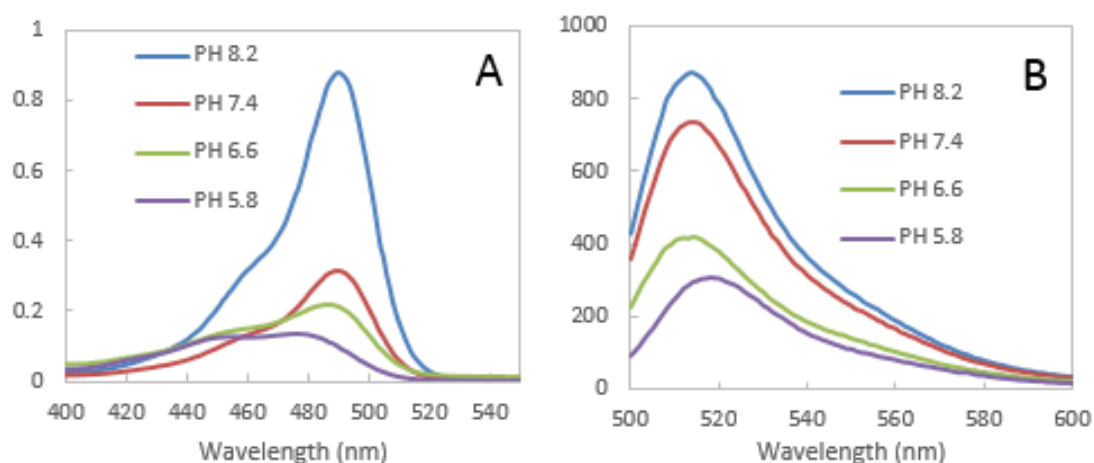 A
1
0.8
0.6
0.4
0.2
0
PH 8.2
PH 7.4
PH 6.6
PH 5.8
400 420 440 460 480 500 520 540
Wavelength (nm)
B
1000
800
600
400
200
0
PH 8.2
PH 7.4
PH 6.6
PH 5.8
500 520 540 560 580 600
Wavelength (nm)